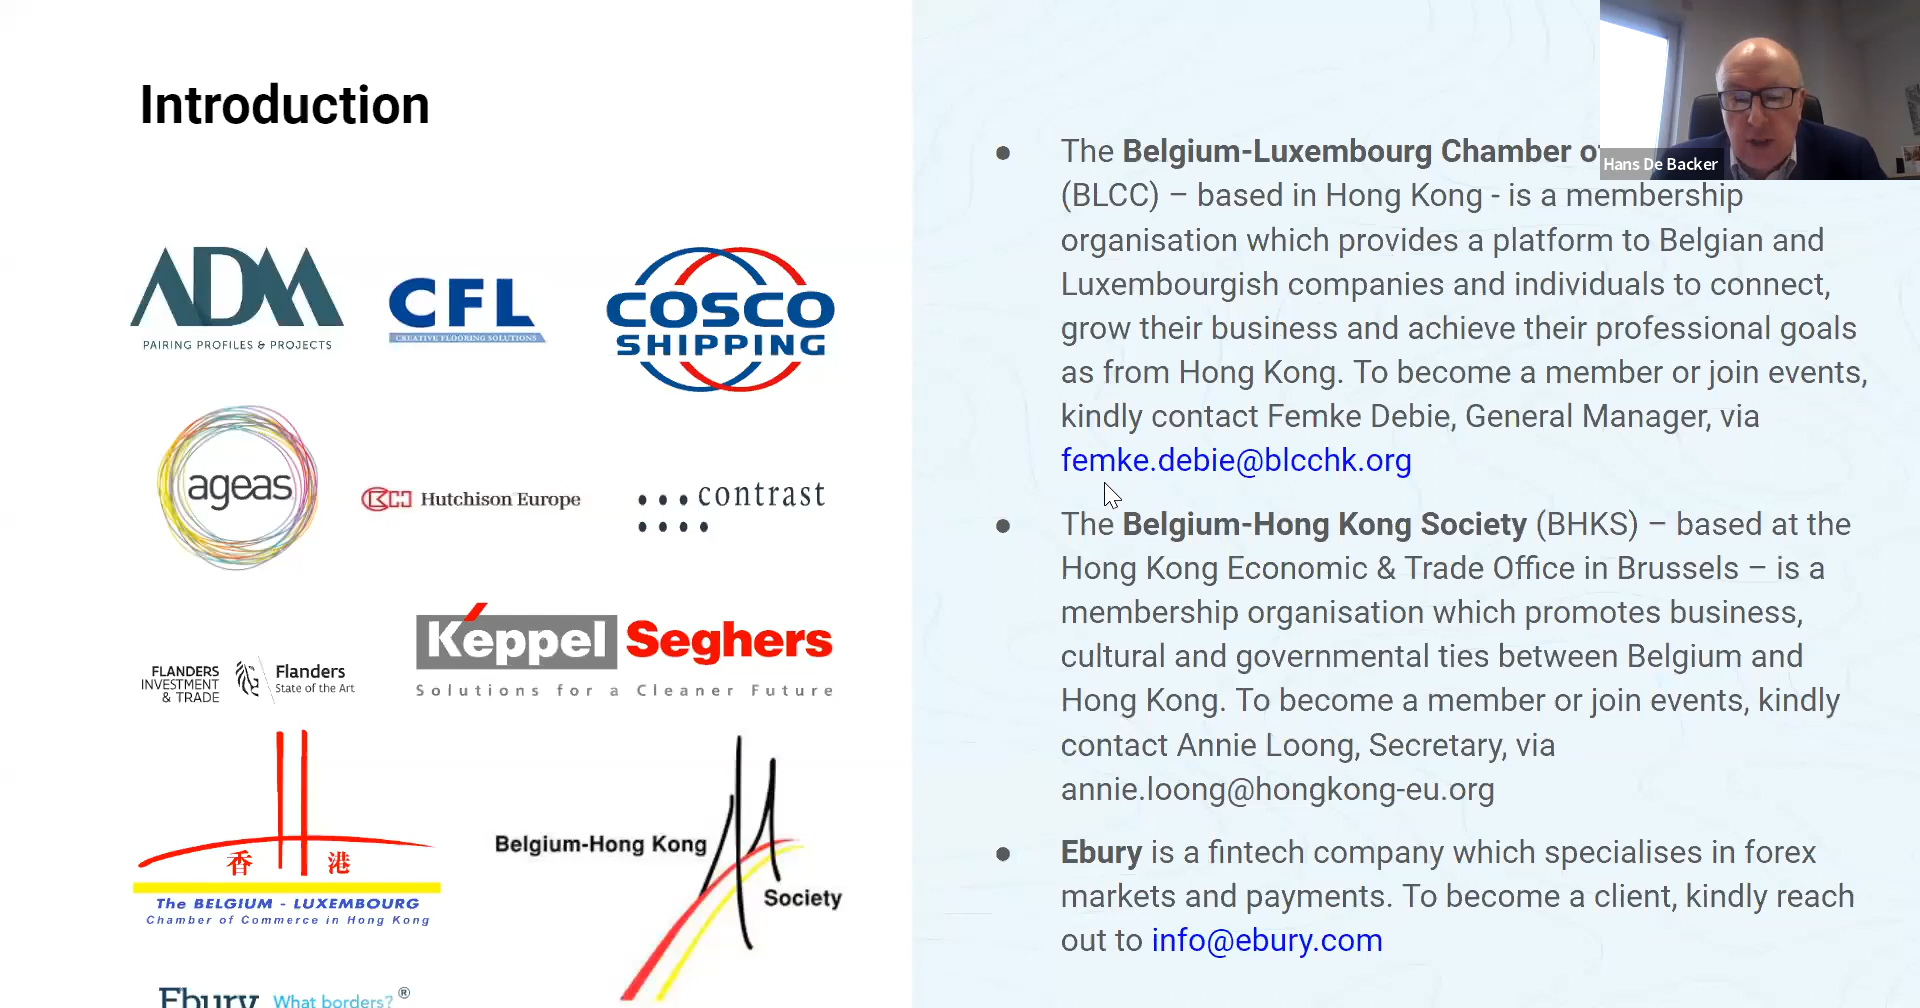 Introduction
ADM
PAIRING PROFILES & PROJECTS
CFL
CREATIVE FLOORING SOLUTIONS
COSCO
SHIPPING
ageas
Hutchison Europe
contrast
FLANDERS
INVESTMENT
& TRADE
Flanders
State of the Art
Keppel Seghers
Solutions for a Cleaner Future
香 港
The BELGIUM - LUXEMBOURG
Chamber of Commerce in Hong Kong
Belgium-Hong Kong
Society
Ebury What borders?®
● The Belgium-Luxembourg Chamber o
(BLCC) – based in Hong Kong - is a membership
organisation which provides a platform to Belgian and
Luxembourgish companies and individuals to connect,
grow their business and achieve their professional goals
as from Hong Kong. To become a member or join events,
kindly contact Femke Debie, General Manager, via
femke.debie@blcchk.org
● The Belgium-Hong Kong Society (BHKS) – based at the
Hong Kong Economic & Trade Office in Brussels – is a
membership organisation which promotes business,
cultural and governmental ties between Belgium and
Hong Kong. To become a member or join events, kindly
contact Annie Loong, Secretary, via
annie.loong@hongkong-eu.org
● Ebury is a fintech company which specialises in forex
markets and payments. To become a client, kindly reach
out to info@ebury.com
Hans De Backer